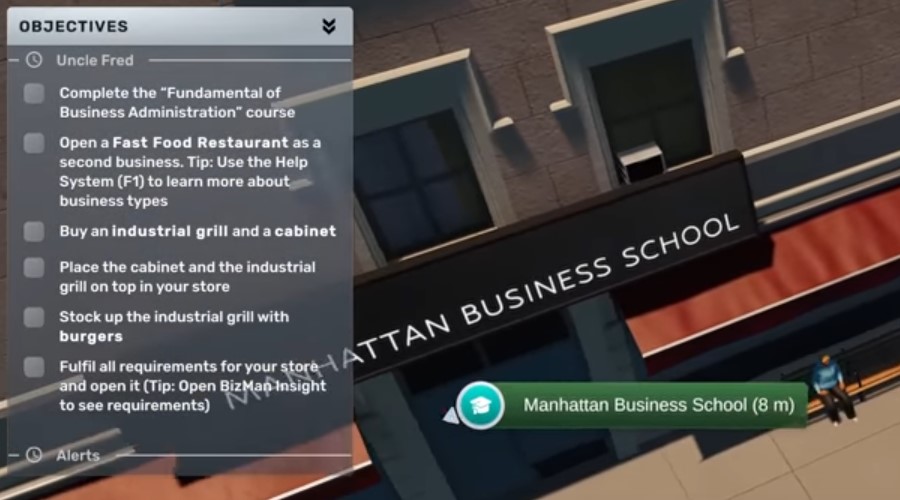 OBJECTIVES
Uncle Fred
Complete the “Fundamental of
Business Administration” course
Open a Fast Food Restaurant as a
second business. Tip: Use the Help
System (F1) to learn more about
business types
Buy an industrial grill and a cabinet
Place the cabinet and the industrial
grill on top in your store
Stock up the industrial grill with
burgers
Fulfil all requirements for your store
and open it (Tip: Open BizMan Insight
to see requirements)
Alerts
MANHATTAN BUSINESS SCHOOL
Manhattan Business School (8 m)